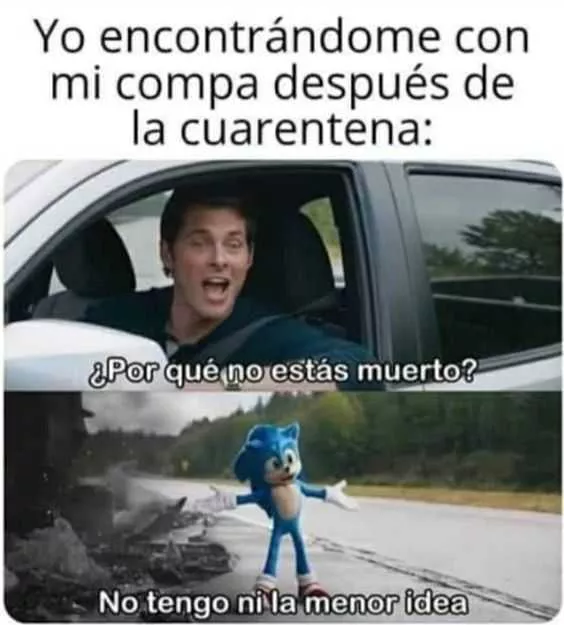 Yo encontrándome con
mi compa después de
la cuarentena:
¿Por qué no estás muerto?
No tengo ni la menor idea